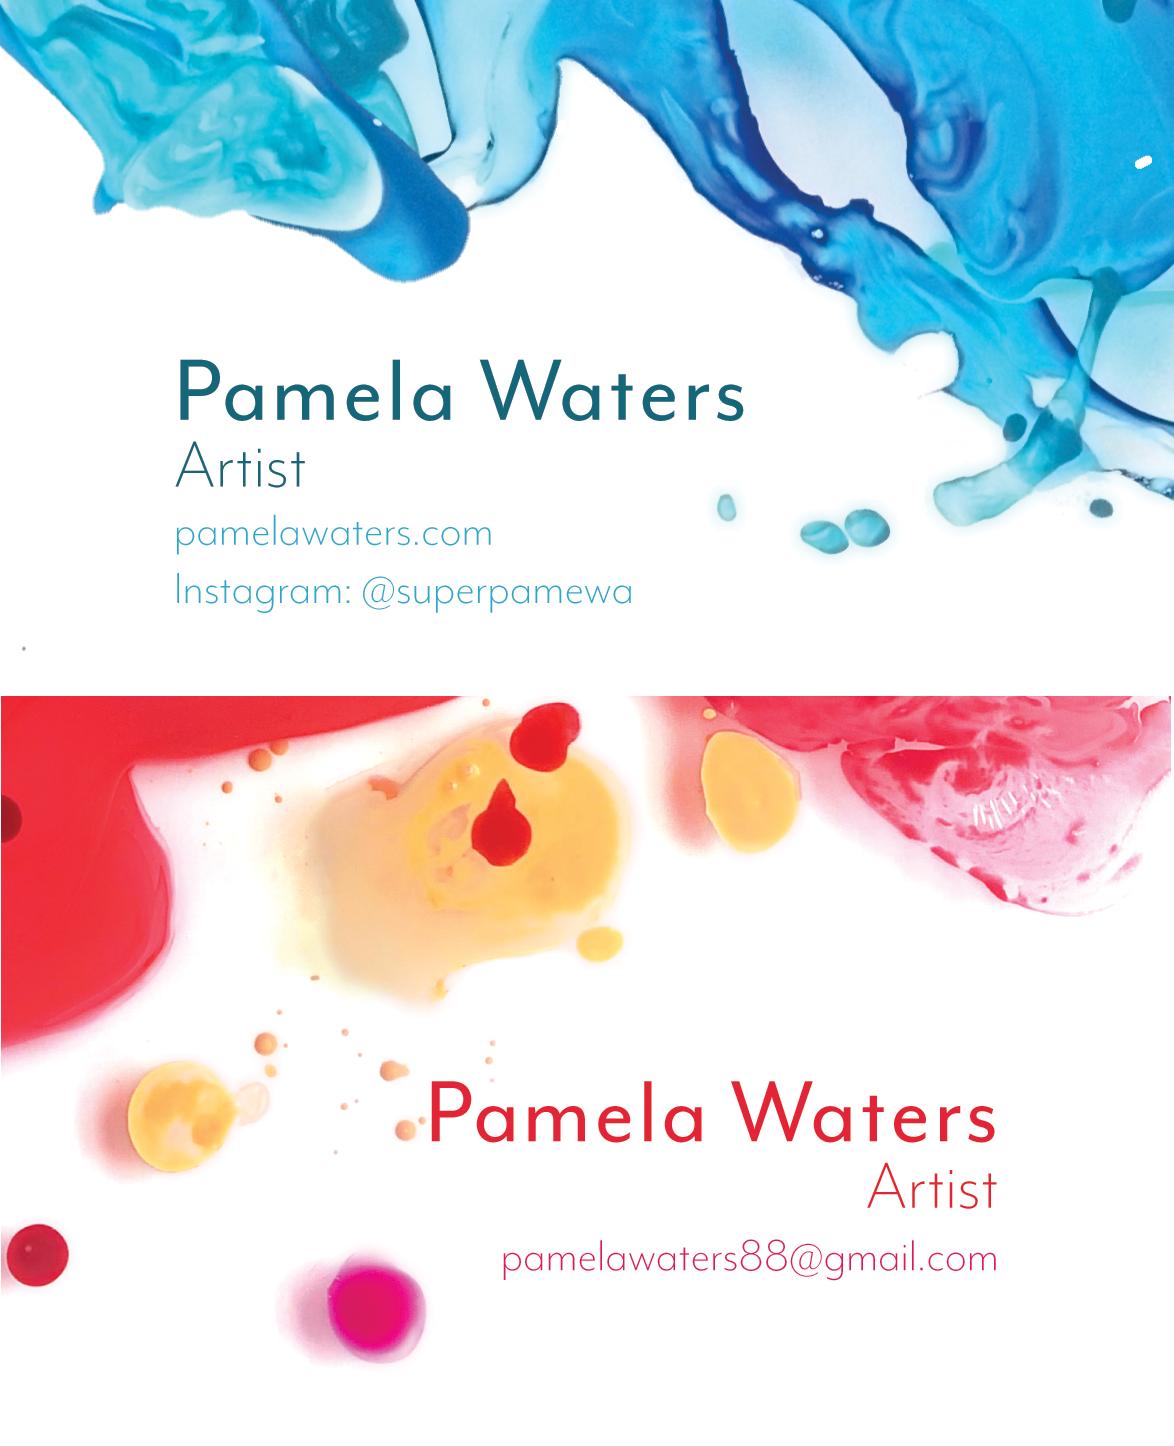 Pamela Waters
Artist
pamelawaters.com
Instagram: @superpamewa
Pamela Waters
Artist
pamelawaters88@gmail.com